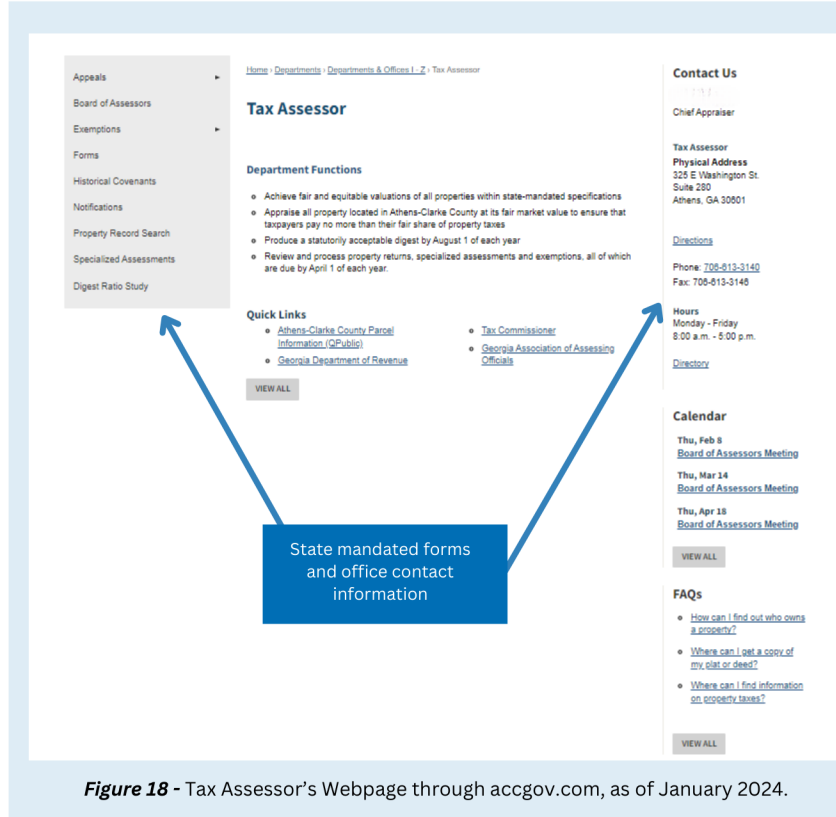 Appeals
Board of Assessors
Exemptions
Forms
Historical Covenants
Notifications
Property Record Search
Specialized Assessments
Digest Ratio Study
Home › Departments › Departments & Offices I - Z › Tax Assessor
Tax Assessor
Department Functions
Achieve fair and equitable valuations of all properties within state-mandated specifications
Appraise all property located in Athens-Clarke County at its fair market value to ensure that
taxpayers pay no more than their fair share of property taxes
Produce a statutorily acceptable digest by August 1 of each year
Review and process property returns, specialized assessments and exemptions, all of which
are due by April 1 of each year.
Quick Links
Athens-Clarke County Parcel
Information (QPublic)
Georgia Department of Revenue
Tax Commissioner
Georgia Association of Assessing
Officials
VIEW ALL
Contact Us
Chief Appraiser
Tax Assessor
Physical Address
325 E Washington St.
Suite 280
Athens, GA 30601
Directions
Phone: 706-613-3140
Fax: 706-613-3146
Hours
Monday - Friday
8:00 a.m. - 5:00 p.m.
Directory
Calendar
Thu, Feb 8
Board of Assessors Meeting
Thu, Mar 14
Board of Assessors Meeting
Thu, Apr 18
Board of Assessors Meeting
VIEW ALL
FAQs
How can I find out who owns
a property?
Where can I get a copy of
my plat or deed?
Where can I find information
on property taxes?
VIEW ALL
State mandated forms
and office contact
information
Figure 18 - Tax Assessor's Webpage through accgov.com, as of January 2024.